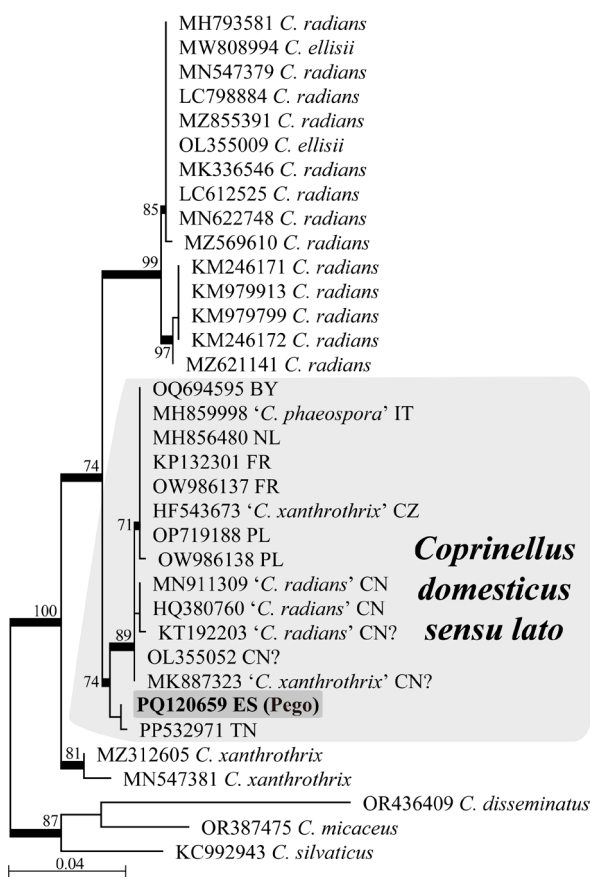 MH793581 C. radians
MW808994 C. ellisii
MN547379 C. radians
LC798884 C. radians
MZ855391 C. radians
OL355009 C. ellisii
MK336546 C. radians
LC612525 C. radians
85
MN622748 C. radians
MZ569610 C. radians
99
KM246171 C. radians
KM979913 C. radians
KM979799 C. radians
KM246172 C. radians
97
MZ621141 C. radians
OQ694595 BY
MH859998 ‘C. phaeospora’ IT
MH856480 NL
74
KP132301 FR
OW986137 FR
HF543673 ‘C. xanthrothrix’ CZ
71
OP719188 PL
OW986138 PL
Coprinellus
domesticus
sensu lato
MN911309 ‘C. radians’ CN
100
HQ380760 ‘C. radians’ CN
KT192203 ‘C. radians’ CN?
89
OL355052 CN?
74
MK887323 ‘C. xanthrothrix’ CN?
PQ120659 ES (Pego)
PP532971 TN
81
MZ312605 C. xanthrothrix
MN547381 C. xanthrothrix
OR436409 C. disseminatus
87
OR387475 C. micaceus
KC992943 C. silvaticus
0.04